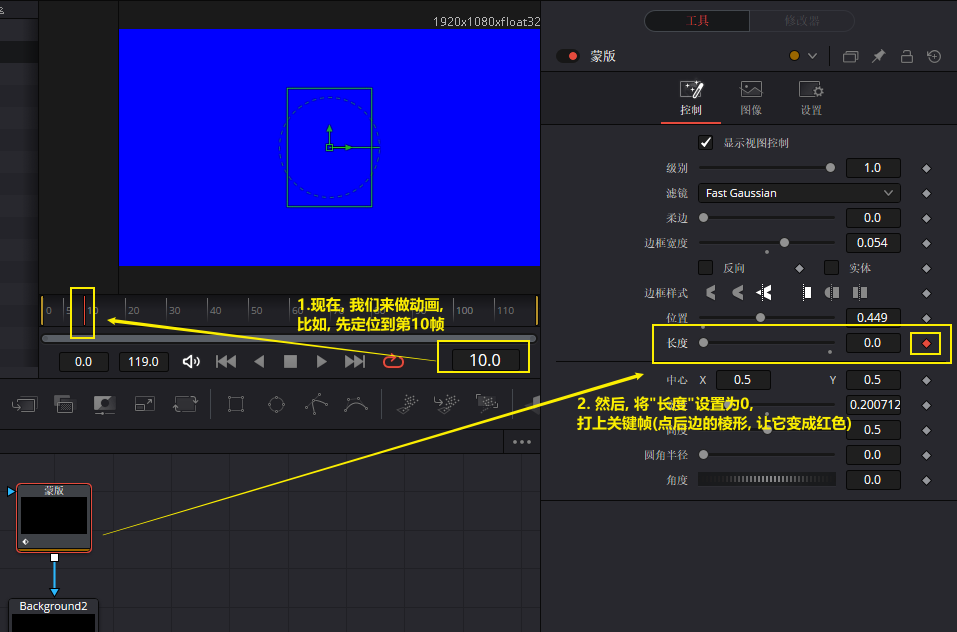 1920x1080xfloat32
工具
修改器
蒙版
控制
图像
设置
显示视图控制
级别
1.0
滤镜
Fast Gaussian
柔边
0.0
边框宽度
0.054
反向
实体
边框样式
位置
0.449
长度
0.0
中心
X
0.5
Y
0.5
0.200712
0.5
圆角半径
0.0
角度
0.0
0
5
10
20
30
40
50
100
110
1.现在, 我们来做动画,
比如, 先定位到第10帧
0.0
119.0
10.0
2. 然后, 将"长度"设置为0,
打上关键帧(点后边的棱形, 让它变成红色)
蒙版
Background2